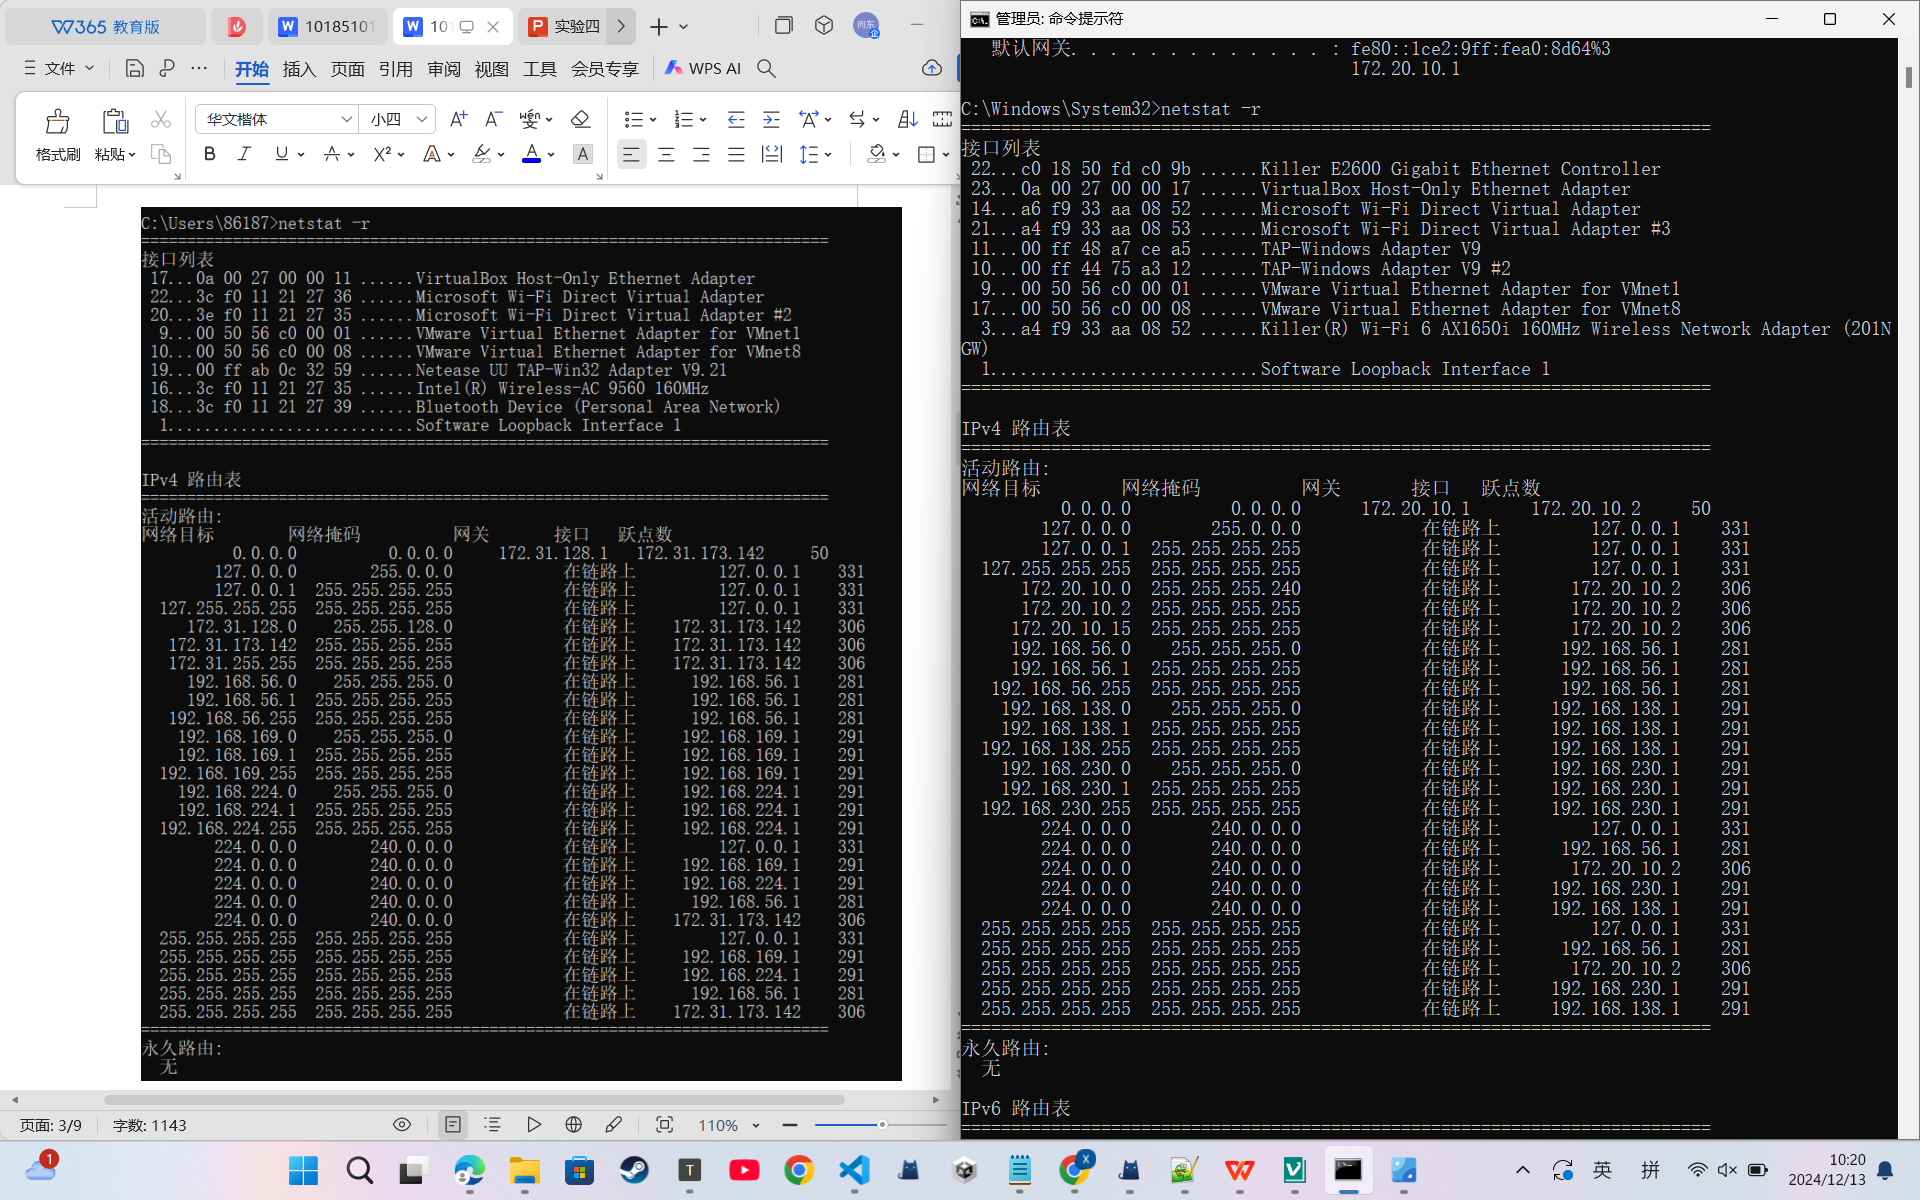 W365 教育版
10185101
101
实验四
文件
开始 插入 页面 引用 审阅 视图 工具 会员专享
WPS AI
格式刷
粘贴
华文楷体
小四
C:\Users\86187>netstat -r
===========================================================================
接口列表
17...0a 00 27 00 00 11 ......VirtualBox Host-Only Ethernet Adapter
22...3c f0 11 21 27 36 ......Microsoft Wi-Fi Direct Virtual Adapter
20...3e f0 11 21 27 35 ......Microsoft Wi-Fi Direct Virtual Adapter #2
9...00 50 56 c0 00 01 ......VMware Virtual Ethernet Adapter for VMnet1
10...00 50 56 c0 00 08 ......VMware Virtual Ethernet Adapter for VMnet8
19...00 ff ab 0c 32 59 ......Netease UU TAP-Win32 Adapter V9.21
16...3c f0 11 21 27 35 ......Intel(R) Wireless-AC 9560 160MHz
18...3c f0 11 21 27 39 ......Bluetooth Device (Personal Area Network)
1...........................Software Loopback Interface 1
===========================================================================
IPv4 路由表
===========================================================================
活动路由:
网络目标 网络掩码 网关 接口 跃点数
0.0.0.0 0.0.0.0 172.31.128.1 172.31.173.142 50
127.0.0.0 255.0.0.0 在链路上 127.0.0.1 331
127.0.0.1 255.255.255.255 在链路上 127.0.0.1 331
127.255.255.255 255.255.255.255 在链路上 127.0.0.1 331
172.31.128.0 255.255.128.0 在链路上 172.31.173.142 306
172.31.173.142 255.255.255.255 在链路上 172.31.173.142 306
172.31.255.255 255.255.255.255 在链路上 172.31.173.142 306
192.168.56.0 255.255.255.0 在链路上 192.168.56.1 281
192.168.56.1 255.255.255.255 在链路上 192.168.56.1 281
192.168.56.255 255.255.255.255 在链路上 192.168.56.1 281
192.168.169.0 255.255.255.0 在链路上 192.168.169.1 291
192.168.169.1 255.255.255.255 在链路上 192.168.169.1 291
192.168.169.255 255.255.255.255 在链路上 192.168.169.1 291
192.168.224.0 255.255.255.0 在链路上 192.168.224.1 291
192.168.224.1 255.255.255.255 在链路上 192.168.224.1 291
192.168.224.255 255.255.255.255 在链路上 192.168.224.1 291
224.0.0.0 240.0.0.0 在链路上 127.0.0.1 331
224.0.0.0 240.0.0.0 在链路上 192.168.169.1 291
224.0.0.0 240.0.0.0 在链路上 192.168.224.1 291
224.0.0.0 240.0.0.0 在链路上 192.168.56.1 281
224.0.0.0 240.0.0.0 在链路上 172.31.173.142 306
255.255.255.255 255.255.255.255 在链路上 127.0.0.1 331
255.255.255.255 255.255.255.255 在链路上 192.168.169.1 291
255.255.255.255 255.255.255.255 在链路上 192.168.224.1 291
255.255.255.255 255.255.255.255 在链路上 192.168.56.1 281
255.255.255.255 255.255.255.255 在链路上 172.31.173.142 306
===========================================================================
永久路由:
无
页面: 3/9 字数: 1143
110%
管理员: 命令提示符
默认网关. . . . . . . . . . . . . : fe80::1ce2:9ff:fea0:8d64%3
172.20.10.1
C:\Windows\System32>netstat -r
===========================================================================
接口列表
22...c0 18 50 fd c0 9b ......Killer E2600 Gigabit Ethernet Controller
23...0a 00 27 00 00 17 ......VirtualBox Host-Only Ethernet Adapter
14...a6 f9 33 aa 08 52 ......Microsoft Wi-Fi Direct Virtual Adapter
21...a4 f9 33 aa 08 53 ......Microsoft Wi-Fi Direct Virtual Adapter #3
11...00 ff 48 a7 ce a5 ......TAP-Windows Adapter V9
10...00 ff 44 75 a3 12 ......TAP-Windows Adapter V9 #2
9...00 50 56 c0 00 01 ......VMware Virtual Ethernet Adapter for VMnet1
17...00 50 56 c0 00 08 ......VMware Virtual Ethernet Adapter for VMnet8
3...a4 f9 33 aa 08 52 ......Killer(R) Wi-Fi 6 AX1650i 160MHz Wireless Network Adapter (201N
GW)
1...........................Software Loopback Interface 1
===========================================================================
IPv4 路由表
===========================================================================
活动路由:
网络目标 网络掩码 网关 接口 跃点数
0.0.0.0 0.0.0.0 172.20.10.1 172.20.10.2 50
127.0.0.0 255.0.0.0 在链路上 127.0.0.1 331
127.0.0.1 255.255.255.255 在链路上 127.0.0.1 331
127.255.255.255 255.255.255.255 在链路上 127.0.0.1 331
172.20.10.0 255.255.255.240 在链路上 172.20.10.2 306
172.20.10.2 255.255.255.255 在链路上 172.20.10.2 306
172.20.10.15 255.255.255.255 在链路上 172.20.10.2 306
192.168.56.0 255.255.255.0 在链路上 192.168.56.1 281
192.168.56.1 255.255.255.255 在链路上 192.168.56.1 281
192.168.56.255 255.255.255.255 在链路上 192.168.56.1 281
192.168.138.0 255.255.255.0 在链路上 192.168.138.1 291
192.168.138.1 255.255.255.255 在链路上 192.168.138.1 291
192.168.138.255 255.255.255.255 在链路上 192.168.138.1 291
192.168.230.0 255.255.255.0 在链路上 192.168.230.1 291
192.168.230.1 255.255.255.255 在链路上 192.168.230.1 291
192.168.230.255 255.255.255.255 在链路上 192.168.230.1 291
224.0.0.0 240.0.0.0 在链路上 127.0.0.1 331
224.0.0.0 240.0.0.0 在链路上 192.168.56.1 281
224.0.0.0 240.0.0.0 在链路上 172.20.10.2 306
224.0.0.0 240.0.0.0 在链路上 192.168.230.1 291
224.0.0.0 240.0.0.0 在链路上 192.168.138.1 291
255.255.255.255 255.255.255.255 在链路上 127.0.0.1 331
255.255.255.255 255.255.255.255 在链路上 192.168.56.1 281
255.255.255.255 255.255.255.255 在链路上 172.20.10.2 306
255.255.255.255 255.255.255.255 在链路上 192.168.230.1 291
255.255.255.255 255.255.255.255 在链路上 192.168.138.1 291
===========================================================================
永久路由:
无
IPv6 路由表
===========================================================================
1
英 拼
10:20
2024/12/13